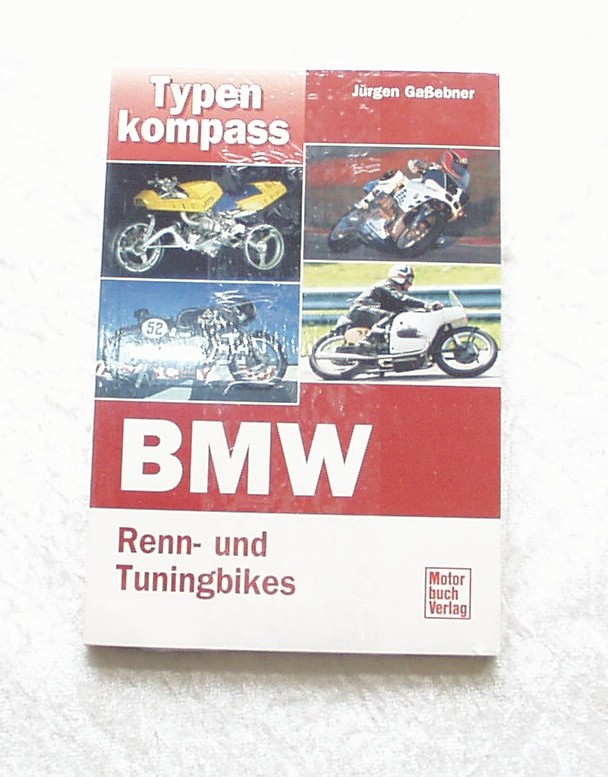 Typen
kompass
Jürgen Gaßebner
52
BMW
Renn- und
Tuningbikes
Motor
buch
Verlag